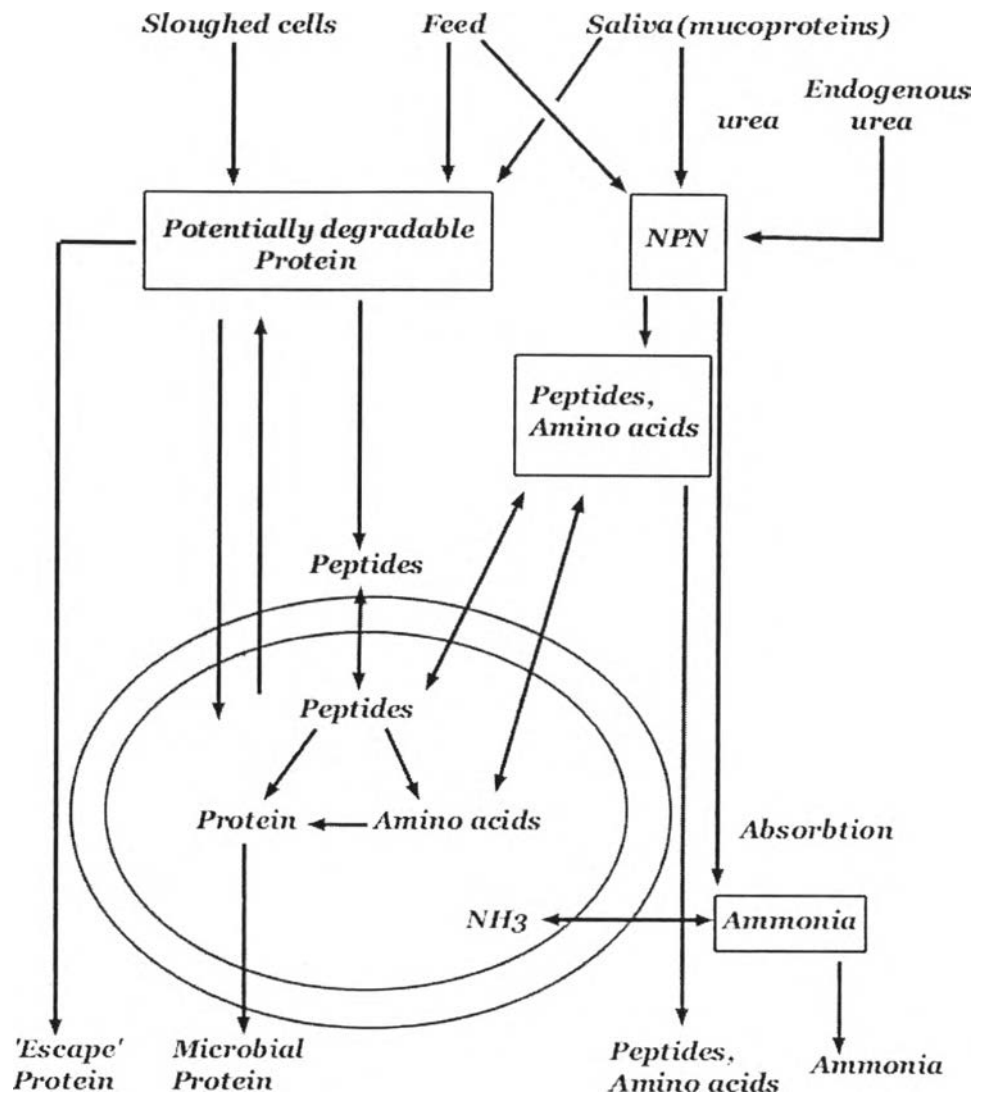 Sloughed cells
Feed
Saliva (mucoproteins)
urea
Endogenous
urea
Potentially degradable
Protein
NPN
Peptides,
Amino acids
Peptides
Peptides
Protein
Amino acids
Absorbtion
NH3
Ammonia
'Escape'
Protein
Microbial
Protein
Peptides,
Amino acids
Ammonia